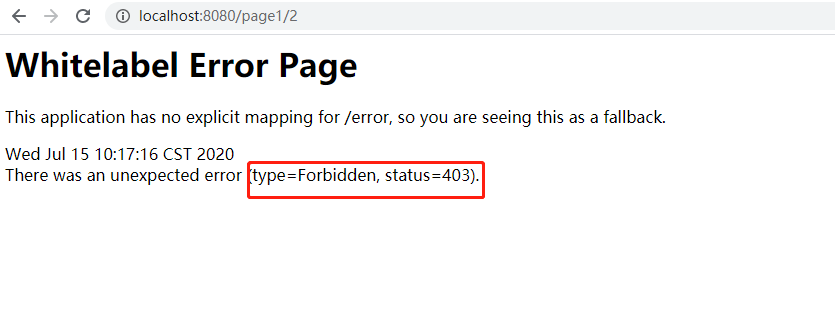 localhost:8080/page1/2
Whitelabel Error Page
This application has no explicit mapping for /error, so you are seeing this as a fallback.
Wed Jul 15 10:17:16 CST 2020
There was an unexpected error (type=Forbidden, status=403).